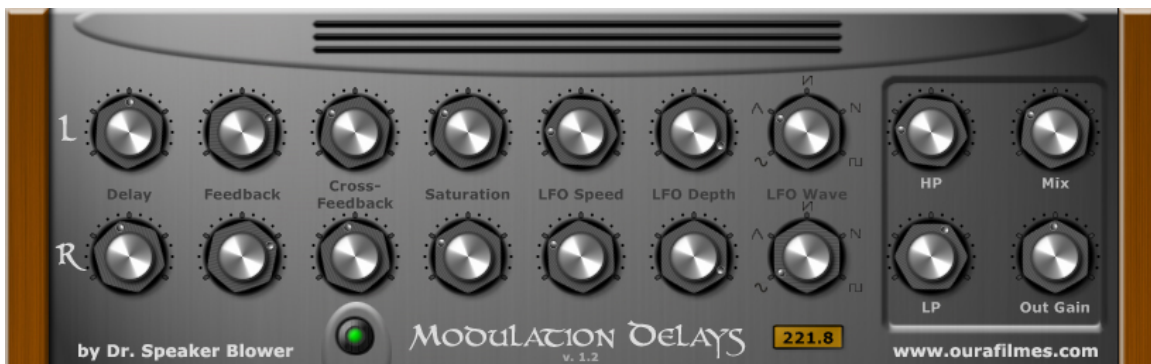 L
Delay
Feedback
Cross-
Feedback
Saturation
LFO Speed
LFO Depth
LFO Wave
HP
Mix
R
LP
Out Gain
by Dr. Speaker Blower
Modulation Delays
v. 1.2
221.8
www.ourafilmes.com